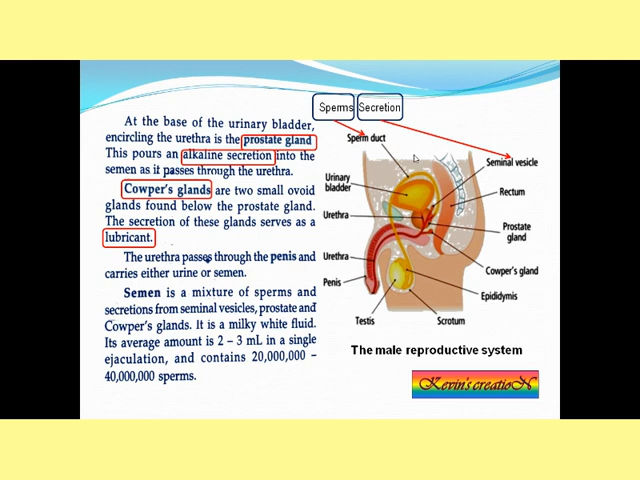 Sperms Secretion
At the base of the urinary bladder,
encircling the urethra is the prostate gland
This pours an alkaline secretion into the
semen as it passes through the urethra.
Cowper's glands are two small ovoid
glands found below the prostate gland.
The secretion of these glands serves as a
lubricant.
The urethra passes through the penis and
carries either urine or semen.
Semen is a mixture of sperms and
secretions from seminal vesicles, prostate and
Cowper's glands. It is a milky white fluid.
Its average amount is 2 – 3 mL in a single
ejaculation, and contains 20,000,000 –
40,000,000 sperms.
Sperm duct
Seminal vesicle
Urinary
bladder
Rectum
Urethra
Prostate
gland
Urethra
Cowper's gland
Penis
Epididymis
Testis
Scrotum
The male reproductive system
Kevin's creatioN